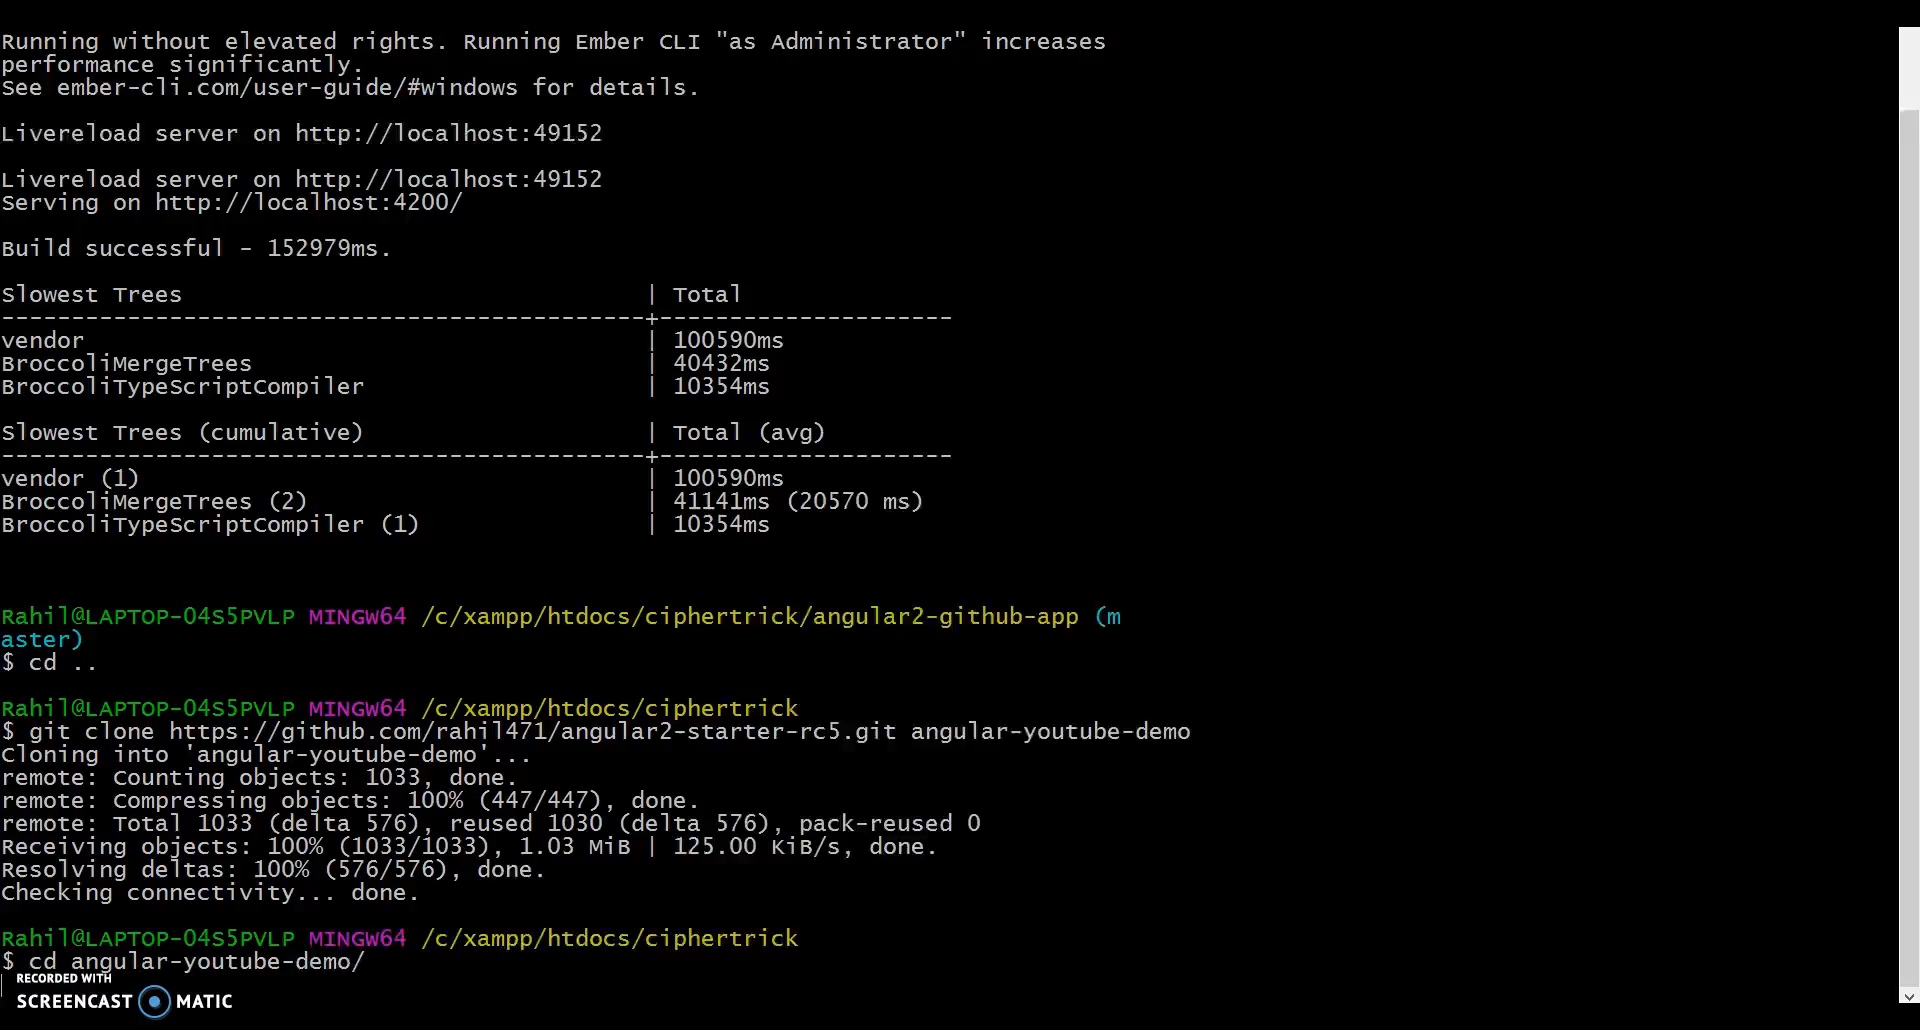 Running without elevated rights. Running Ember CLI "as Administrator" increases
performance significantly.
See ember-cli.com/user-guide/#windows for details.
Livereload server on http://localhost:49152
Livereload server on http://localhost:49152
Serving on http://localhost:4200/
Build successful - 152979ms.
Slowest Trees                                 | Total
----------------------------------------------+---------------------
vendor                                        | 100590ms
BroccoliMergeTrees                            | 40432ms
BroccoliTypeScriptCompiler                    | 10354ms
Slowest Trees (cumulative)                    | Total (avg)
----------------------------------------------+---------------------
vendor (1)                                    | 100590ms
BroccoliMergeTrees (2)                        | 41141ms (20570 ms)
BroccoliTypeScriptCompiler (1)                | 10354ms
Rahil@LAPTOP-O4S5PVLP MINGW64 /c/xampp/htdocs/ciphertrick/angular2-github-app (m
aster)
$ cd ..
Rahil@LAPTOP-O4S5PVLP MINGW64 /c/xampp/htdocs/ciphertrick
$ git clone https://github.com/rahil471/angular2-starter-rc5.git angular-youtube-demo
Cloning into 'angular-youtube-demo'...
remote: Counting objects: 1033, done.
remote: Compressing objects: 100% (447/447), done.
remote: Total 1033 (delta 576), reused 1030 (delta 576), pack-reused 0
Receiving objects: 100% (1033/1033), 1.03 MiB | 125.00 KiB/s, done.
Resolving deltas: 100% (576/576), done.
Checking connectivity... done.
Rahil@LAPTOP-O4S5PVLP MINGW64 /c/xampp/htdocs/ciphertrick
$ cd angular-youtube-demo/
RECORDED WITH
SCREENCAST MATIC